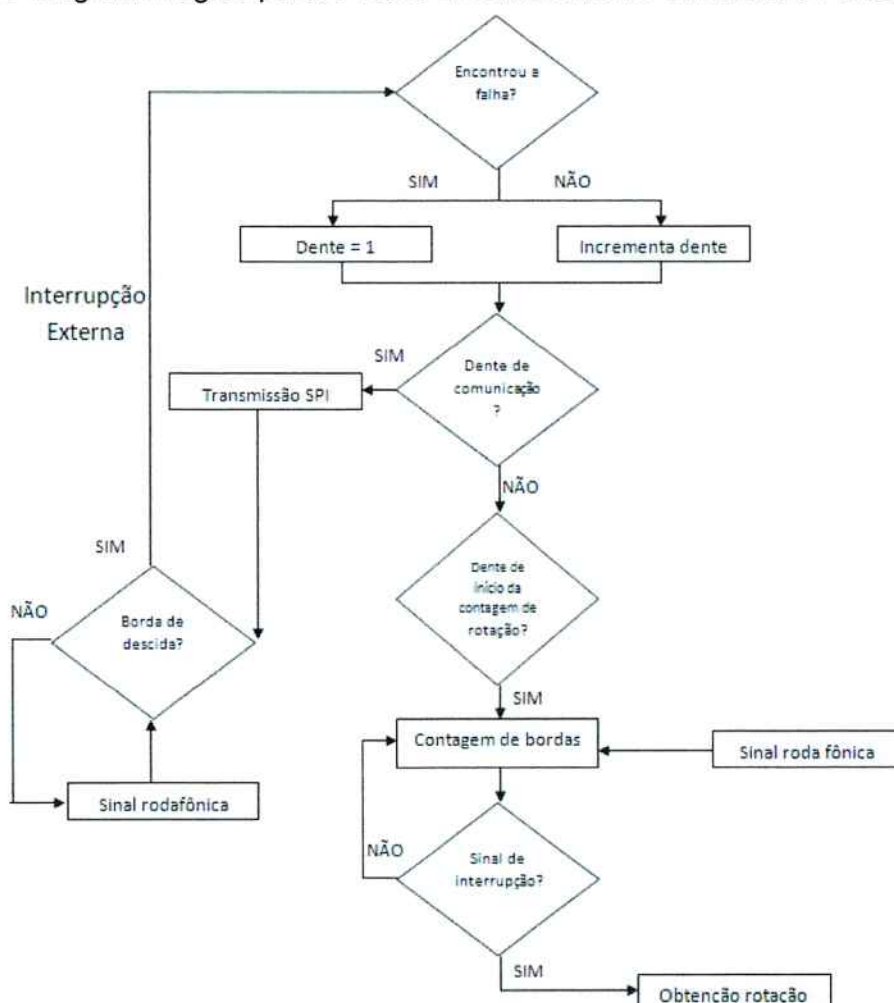 Encontrou a
falha?
SIM
NÃO
Dente = 1
Incrementa dente
Interrupção
Externa
SIM
Dente de
comunicação
?
Transmissão SPI
NÃO
SIM
Dente de
início da
contagem de
rotação?
NÃO
Borda de
descida?
SIM
Contagem de bordas
Sinal roda fônica
Sinal rodafônica
NÃO
Sinal de
interrupção?
SIM
Obtenção rotação